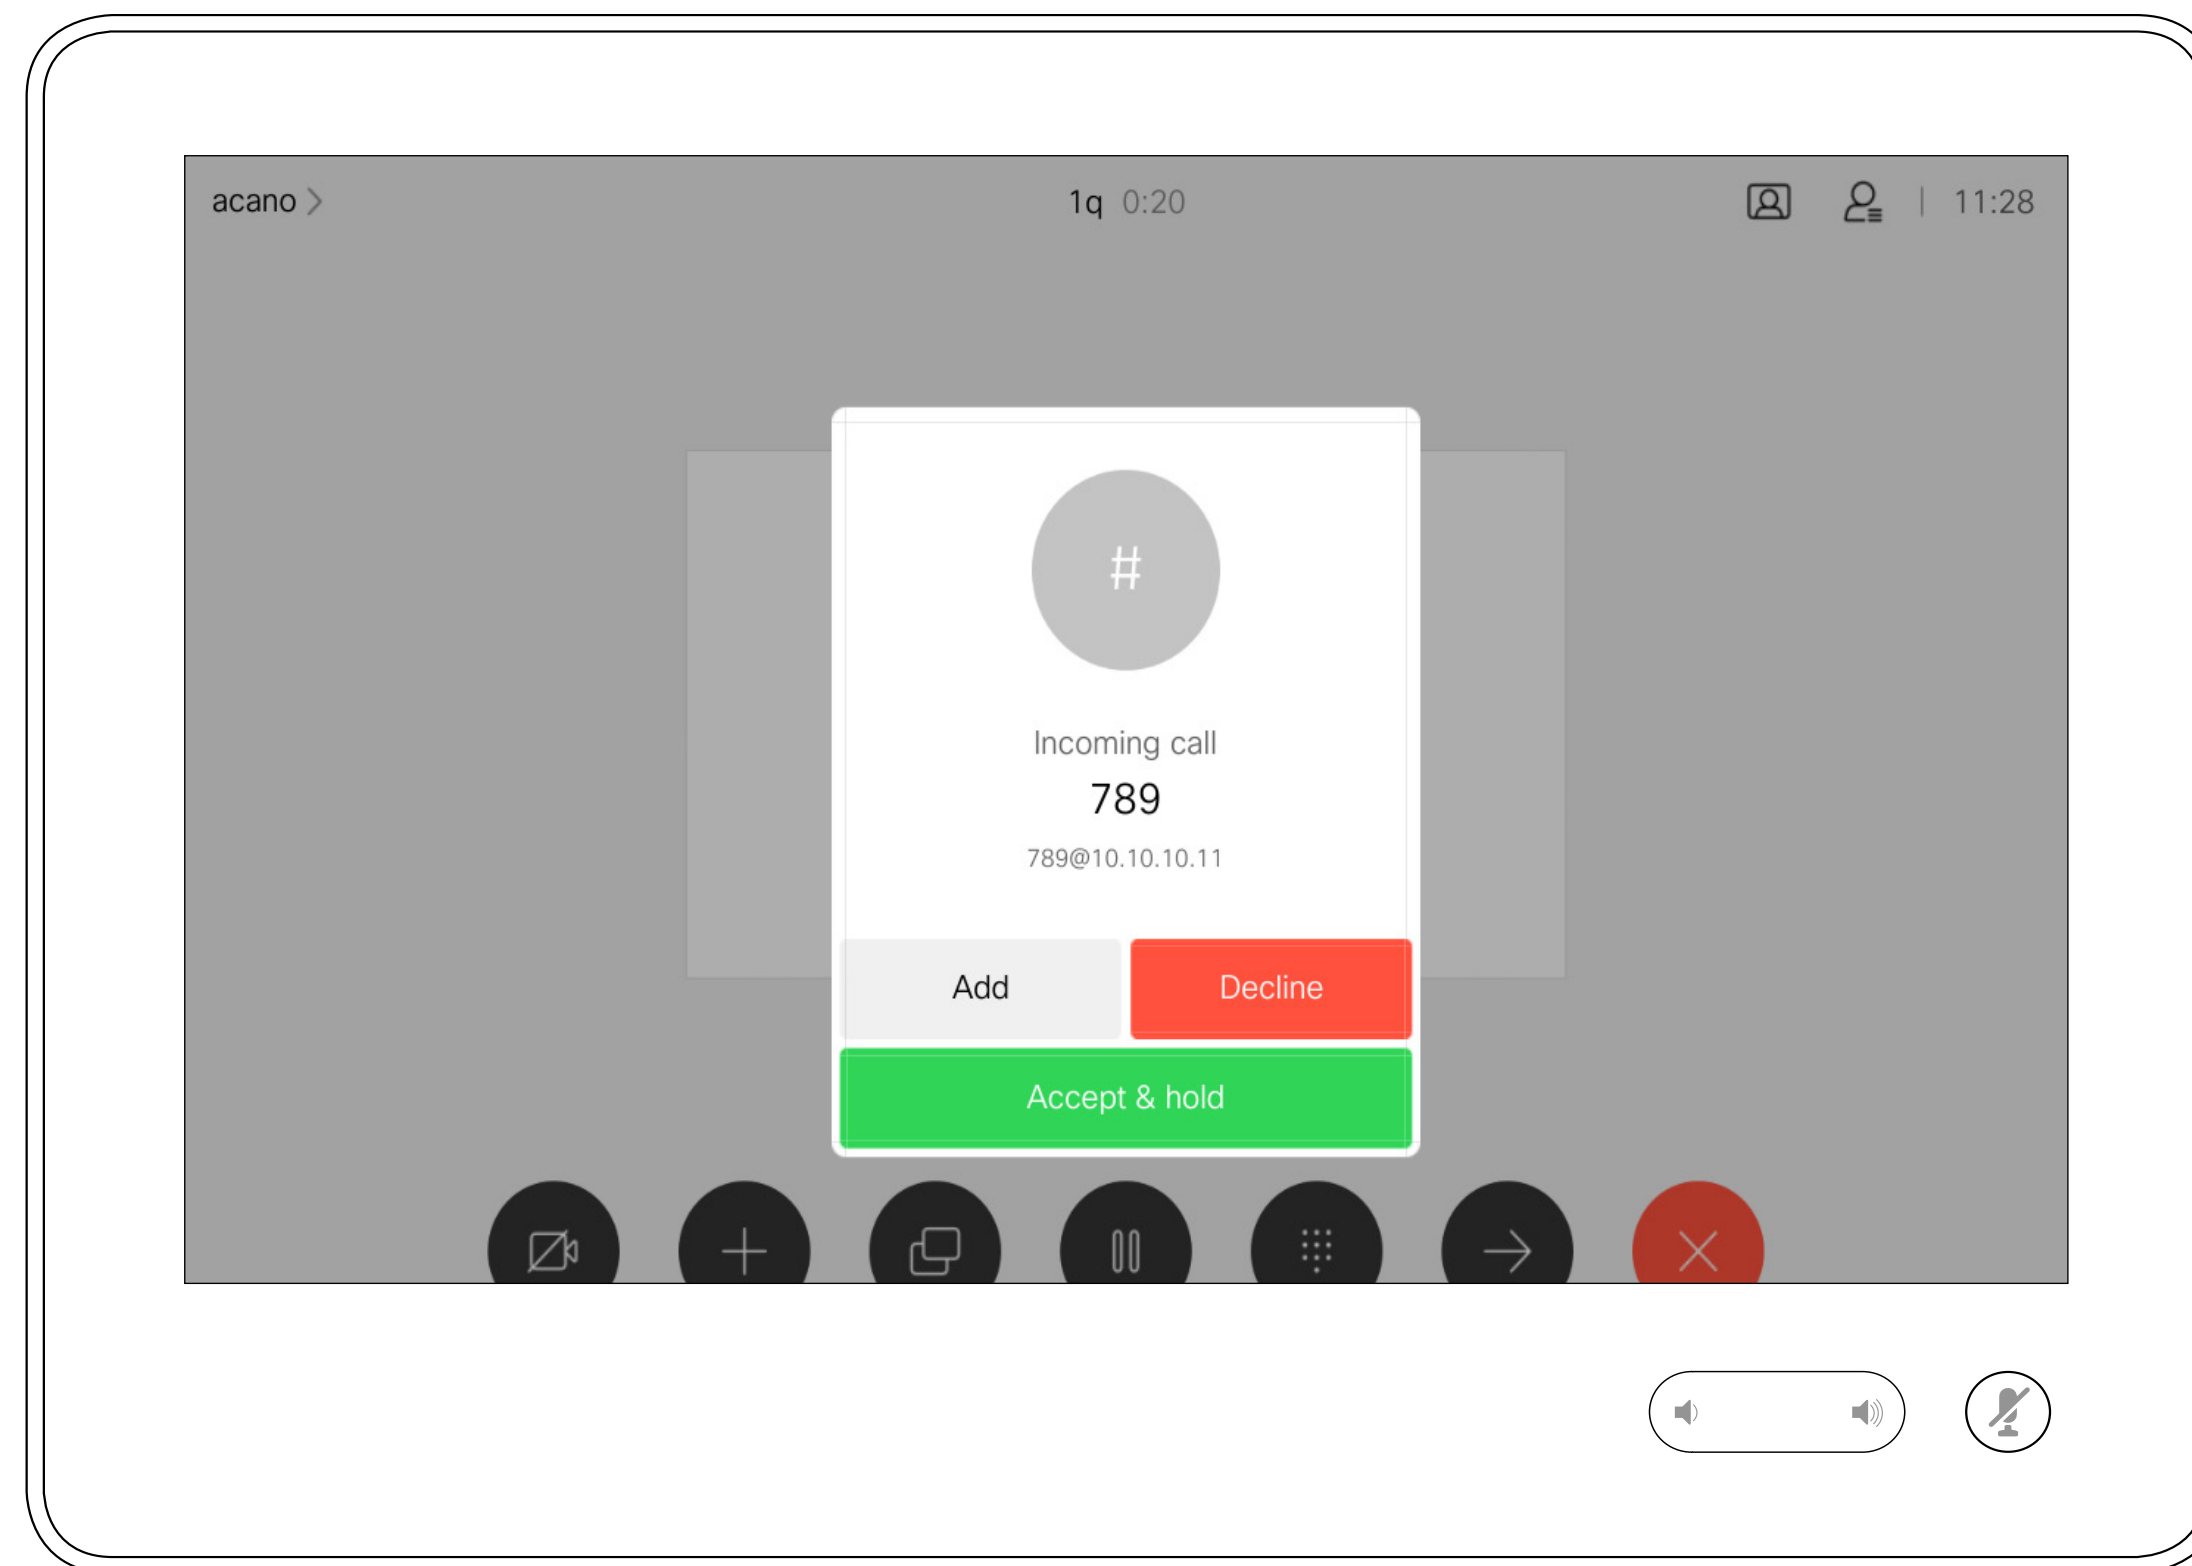 acano
1q 0:20
11:28
#
Incoming call
789
789@10.10.10.11
Add
Decline
Accept & hold